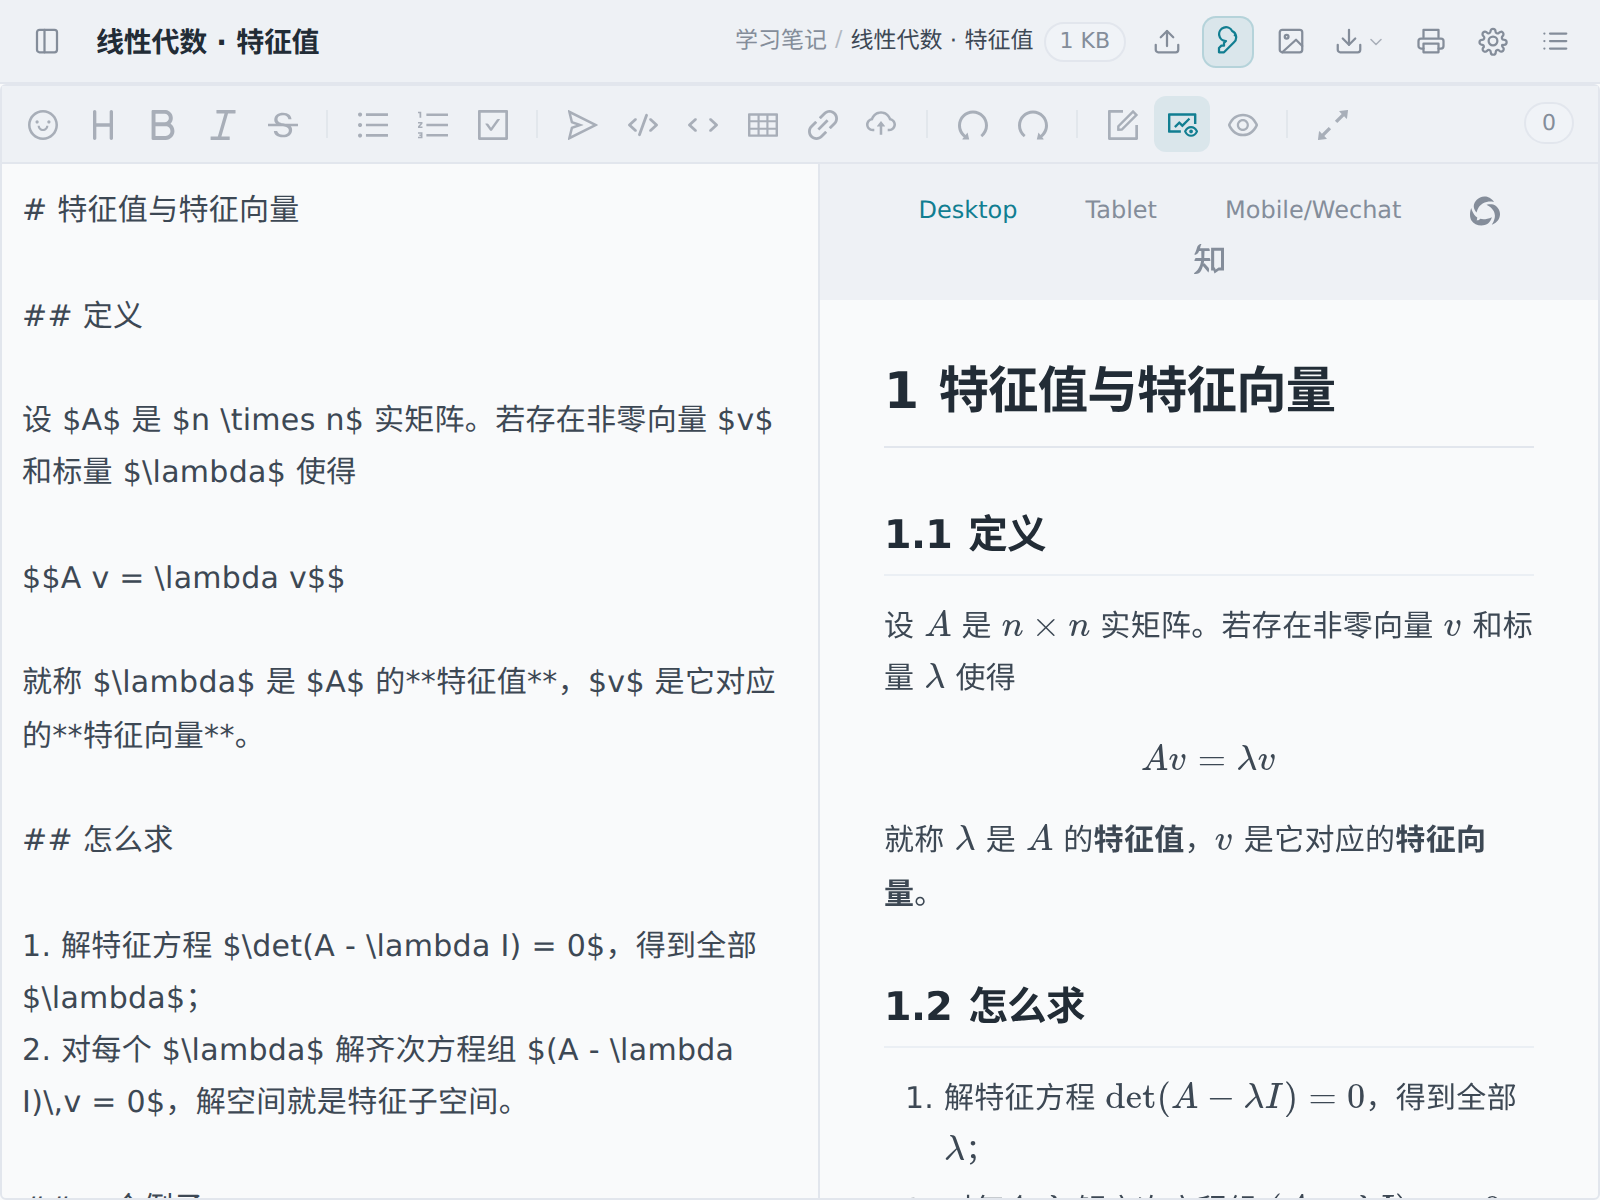 线性代数 · 特征值
学习笔记 / 线性代数 · 特征值
1 KB
0
# 特征值与特征向量
## 定义
设 $A$ 是 $n \times n$ 实矩阵。若存在非零向量 $v$
和标量 $\lambda$ 使得
$$A v = \lambda v$$
就称 $\lambda$ 是 $A$ 的**特征值**，$v$ 是它对应
的**特征向量**。
## 怎么求
1. 解特征方程 $\det(A - \lambda I) = 0$，得到全部
$\lambda$；
2. 对每个 $\lambda$ 解齐次方程组 $(A - \lambda
I)\,v = 0$，解空间就是特征子空间。
Desktop
Tablet
Mobile/Wechat
知
1 特征值与特征向量
1.1 定义
设 A 是 n × n 实矩阵。若存在非零向量 v 和标
量 λ 使得
Av = λv
就称 λ 是 A 的特征值，v 是它对应的特征向
量。
1.2 怎么求
1. 解特征方程 det(A − λI) = 0，得到全部
λ；